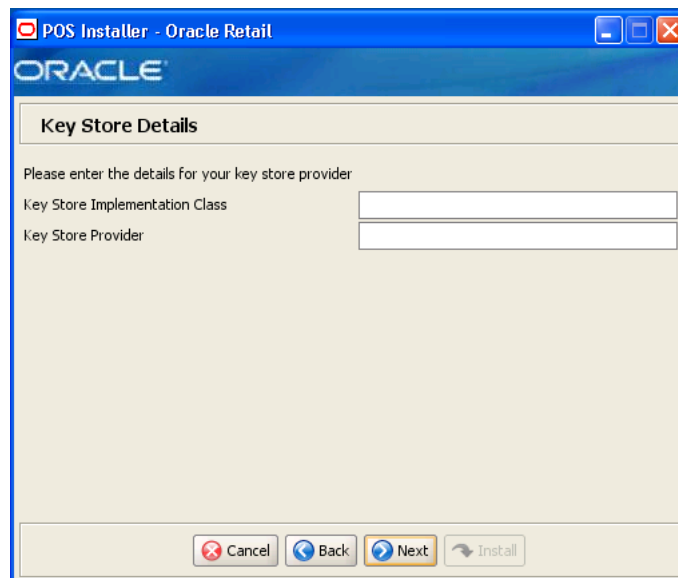 POS Installer - Oracle Retail
ORACLE
Key Store Details
Please enter the details for your key store provider
Key Store Implementation Class
Key Store Provider
Cancel Back Next Install